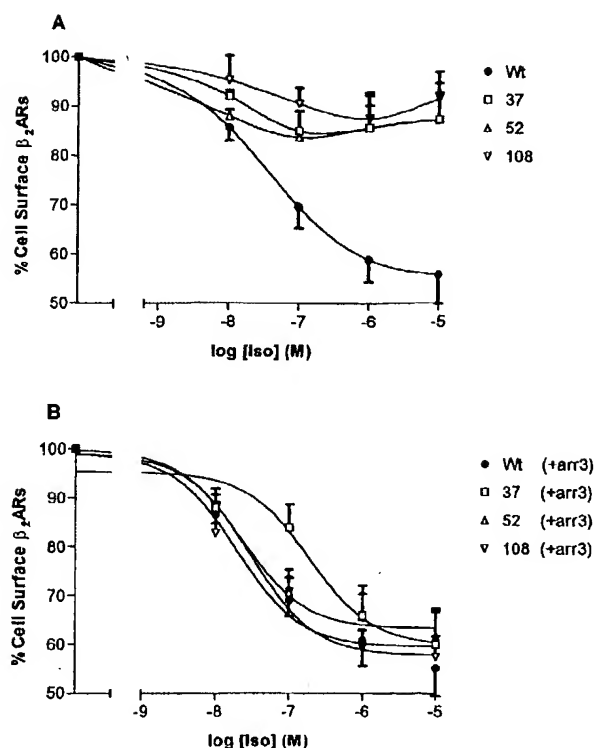 A
100
90
80
70
60
50
% Cell Surface β₂ARs
-9 -8 -7 -6 -5
log [Iso] (M)
Wt
37
52
108
B
100
90
80
70
60
50
% Cell Surface β₂ARs
-9 -8 -7 -6 -5
log [Iso] (M)
Wt (+arr3)
37 (+arr3)
52 (+arr3)
108 (+arr3)